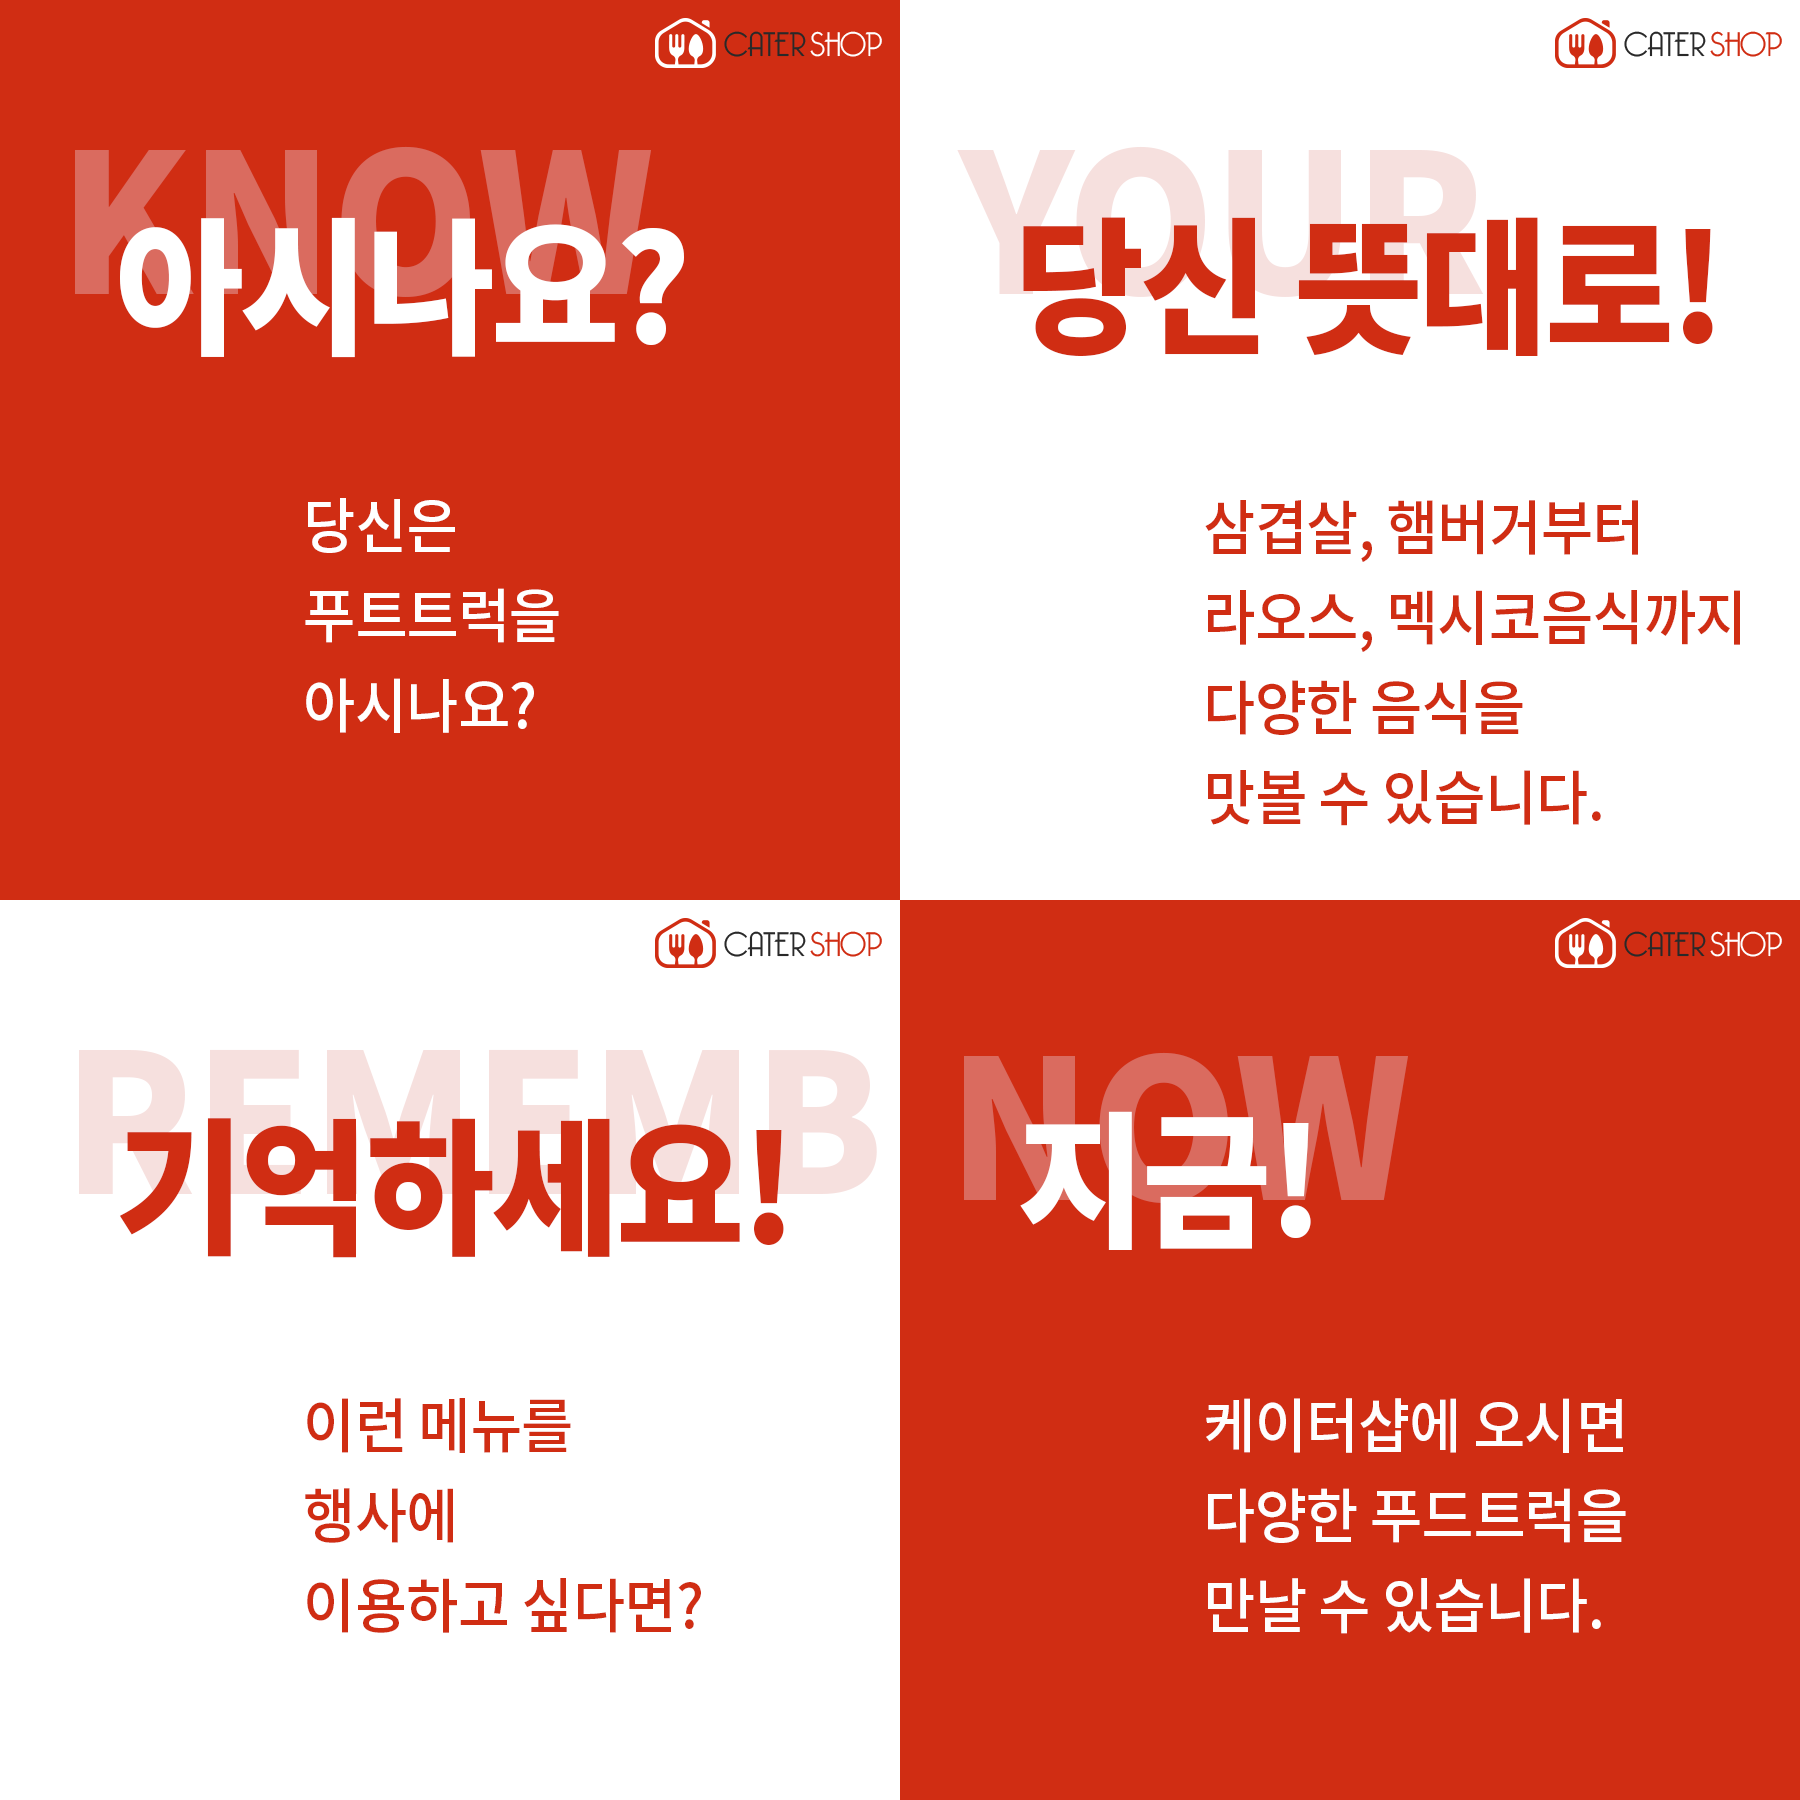 CATER SHOP
KNOW
아시나요?
당신은
푸트트럭을
아시나요?
CATER SHOP
YOUR
당신 뜻대로!
삼겹살, 햄버거부터
라오스, 멕시코음식까지
다양한 음식을
맛볼 수 있습니다.
CATER SHOP
REMEMB
기억하세요!
이런 메뉴를
행사에
이용하고 싶다면?
CATER SHOP
NOW
지금!
케이터샵에 오시면
다양한 푸드트럭을
만날 수 있습니다.